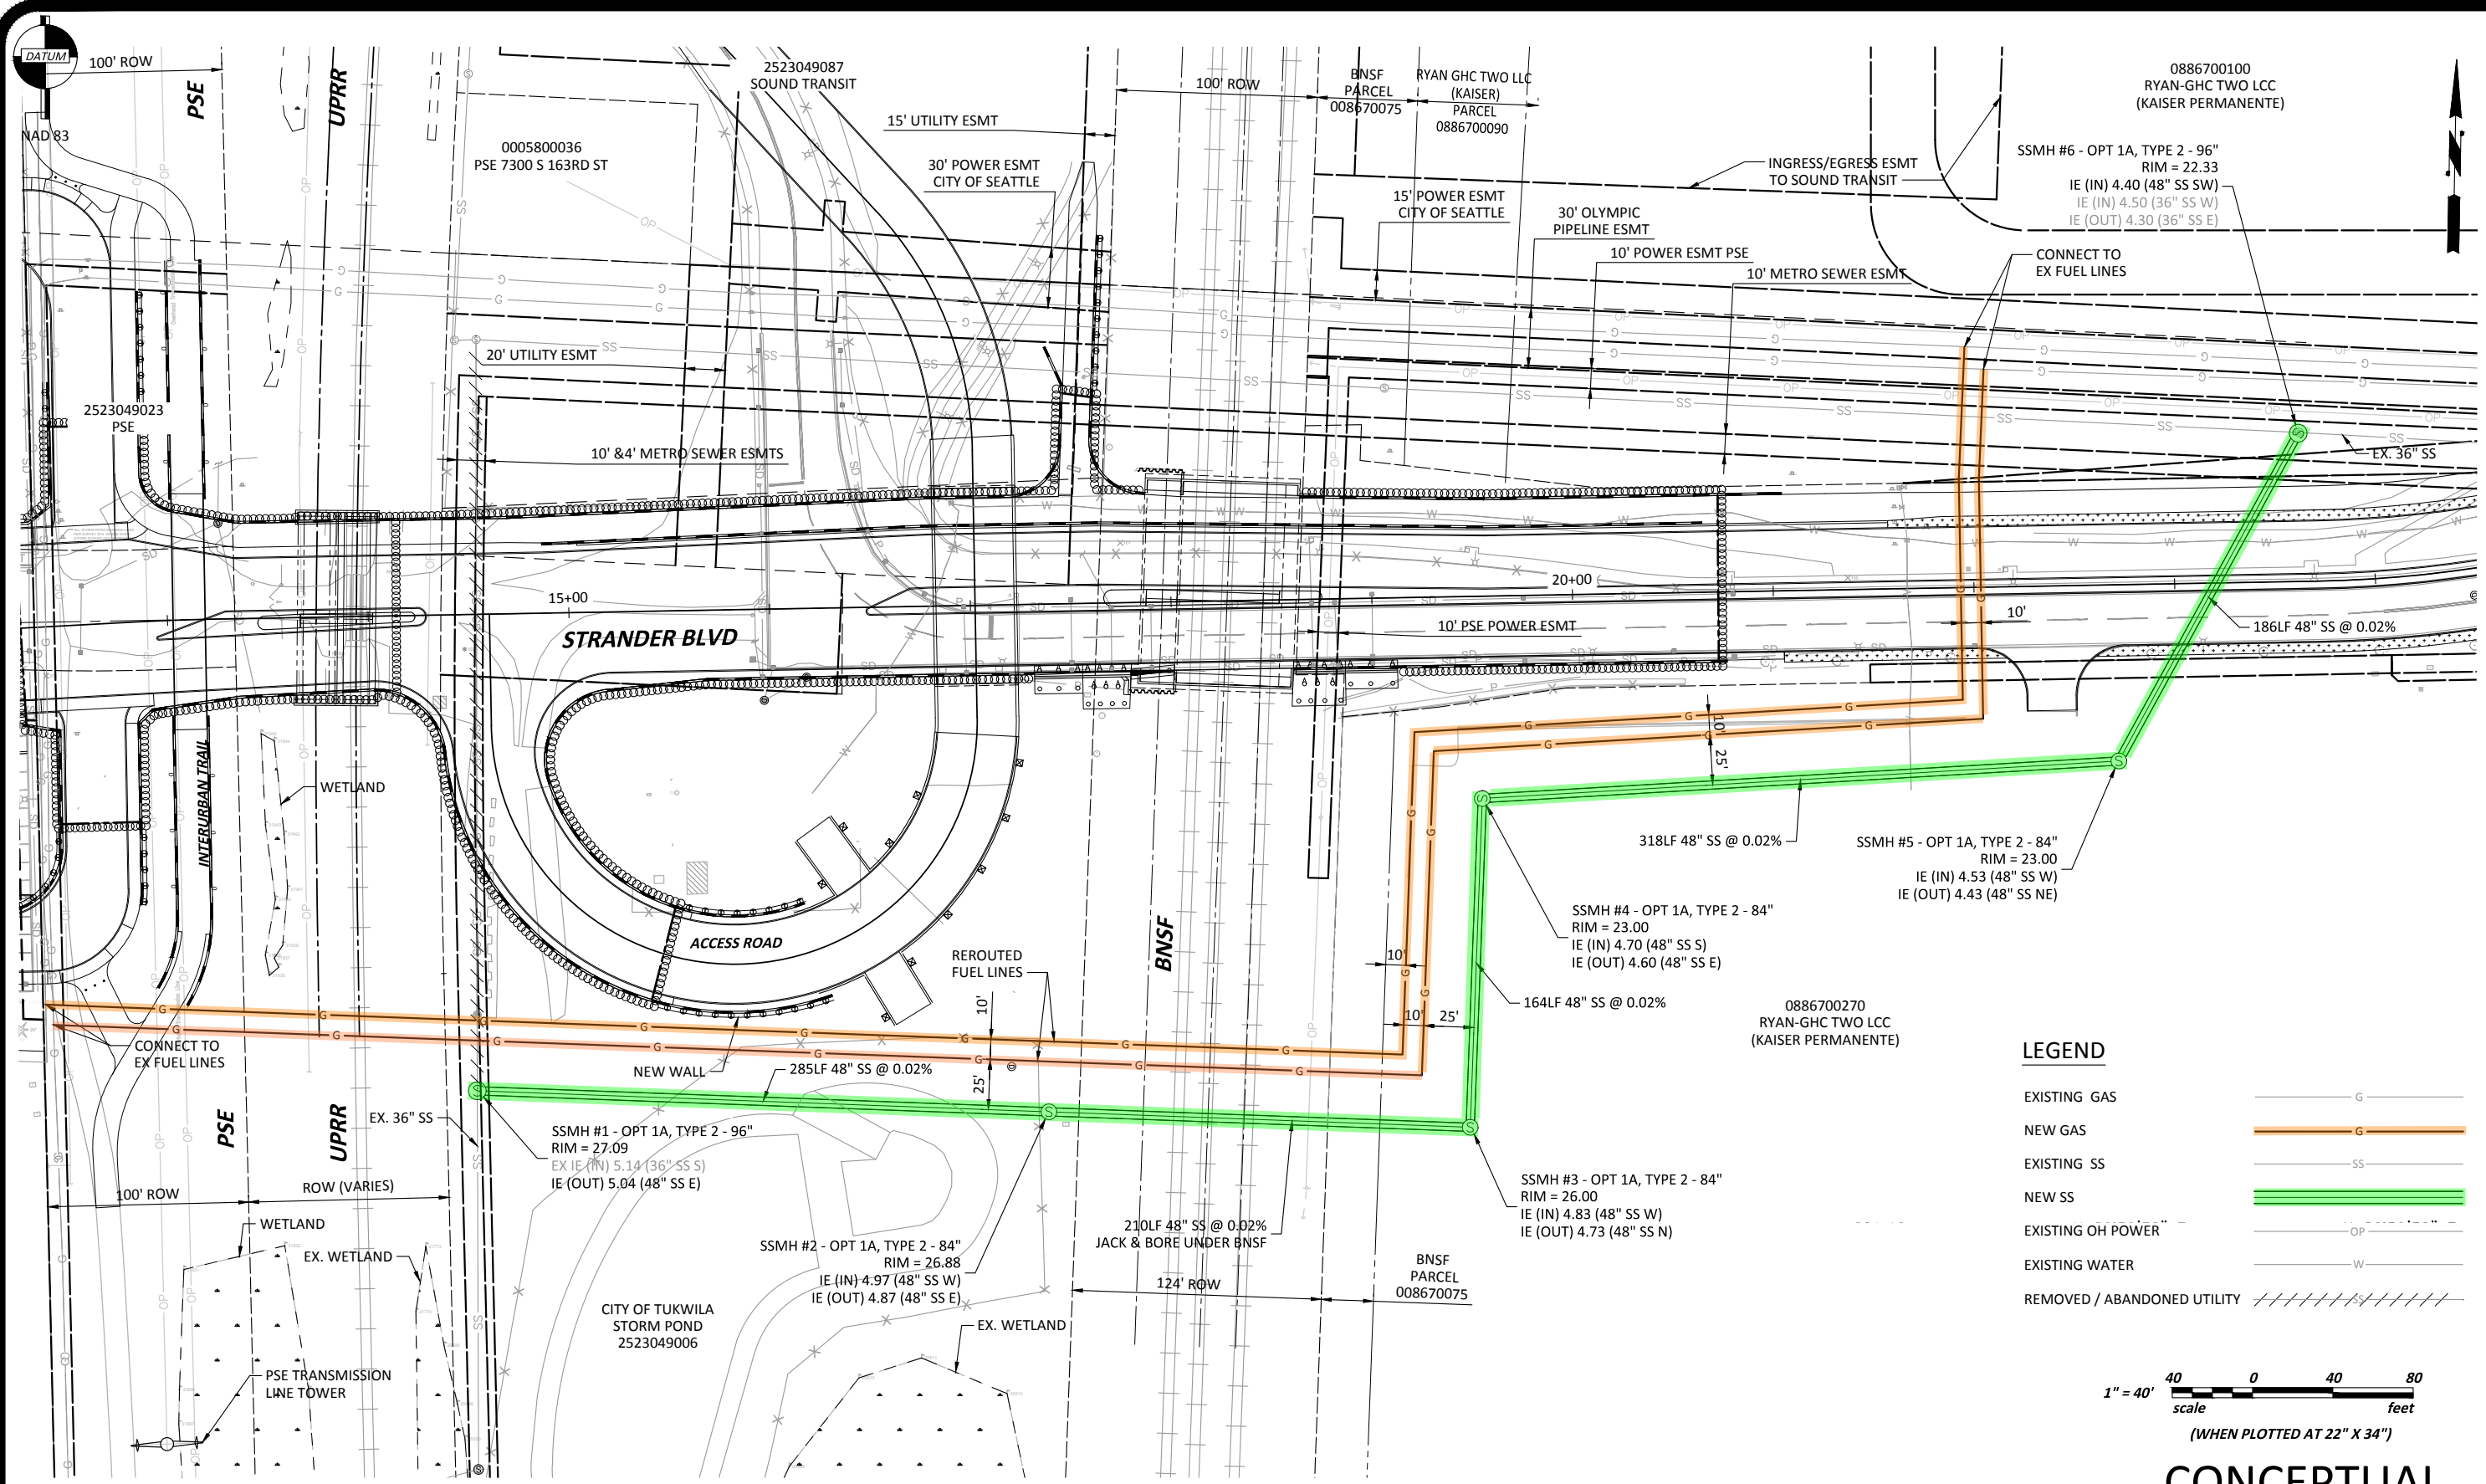 DATUM
100' ROW
NAD 83
PSE
UPRR
2523049087
SOUND TRANSIT
0005800036
PSE 7300 S 163RD ST
15' UTILITY ESMT
30' POWER ESMT
CITY OF SEATTLE
100' ROW
BNSF
PARCEL
008670075
RYAN GHC TWO LLC
(KAISER)
PARCEL
0886700090
0886700100
RYAN-GHC TWO LCC
(KAISER PERMANENTE)
N
INGRESS/EGRESS ESMT
TO SOUND TRANSIT
SSMH #6 - OPT 1A, TYPE 2 - 96"
RIM = 22.33
IE (IN) 4.40 (48" SS SW)
IE (IN) 4.50 (36" SS W)
IE (OUT) 4.30 (36" SS E)
15' POWER ESMT
CITY OF SEATTLE
30' OLYMPIC
PIPELINE ESMT
10' POWER ESMT PSE
10' METRO SEWER ESMT
CONNECT TO
EX FUEL LINES
20' UTILITY ESMT
2523049023
PSE
10' &4' METRO SEWER ESMTS
EX. 36" SS
15+00
20+00
STRANDER BLVD
10' PSE POWER ESMT
10'
186LF 48" SS @ 0.02%
10'
25'
INTERURBAN TRAIL
WETLAND
318LF 48" SS @ 0.02%
SSMH #5 - OPT 1A, TYPE 2 - 84"
RIM = 23.00
IE (IN) 4.53 (48" SS W)
IE (OUT) 4.43 (48" SS NE)
SSMH #4 - OPT 1A, TYPE 2 - 84"
RIM = 23.00
IE (IN) 4.70 (48" SS S)
IE (OUT) 4.60 (48" SS E)
ACCESS ROAD
REROUTED
FUEL LINES
BNSF
10'
10'
164LF 48" SS @ 0.02%
10'
25'
0886700270
RYAN-GHC TWO LCC
(KAISER PERMANENTE)
CONNECT TO
EX FUEL LINES
NEW WALL
285LF 48" SS @ 0.02%
25'
PSE
UPRR
EX. 36" SS
SSMH #1 - OPT 1A, TYPE 2 - 96"
RIM = 27.09
EX IE (IN) 5.14 (36" SS S)
IE (OUT) 5.04 (48" SS E)
100' ROW
ROW (VARIES)
SSMH #3 - OPT 1A, TYPE 2 - 84"
RIM = 26.00
IE (IN) 4.83 (48" SS W)
IE (OUT) 4.73 (48" SS N)
WETLAND
EX. WETLAND
210LF 48" SS @ 0.02%
JACK & BORE UNDER BNSF
SSMH #2 - OPT 1A, TYPE 2 - 84"
RIM = 26.88
IE (IN) 4.97 (48" SS W)
IE (OUT) 4.87 (48" SS E)
124' ROW
BNSF
PARCEL
008670075
CITY OF TUKWILA
STORM POND
2523049006
EX. WETLAND
PSE TRANSMISSION
LINE TOWER
LEGEND
EXISTING GAS G
NEW GAS G
EXISTING SS SS
NEW SS
EXISTING OH POWER OP
EXISTING WATER W
REMOVED / ABANDONED UTILITY SS
40 0 40 80
1" = 40'
scale feet
(WHEN PLOTTED AT 22" X 34")
CONCEPTUAL